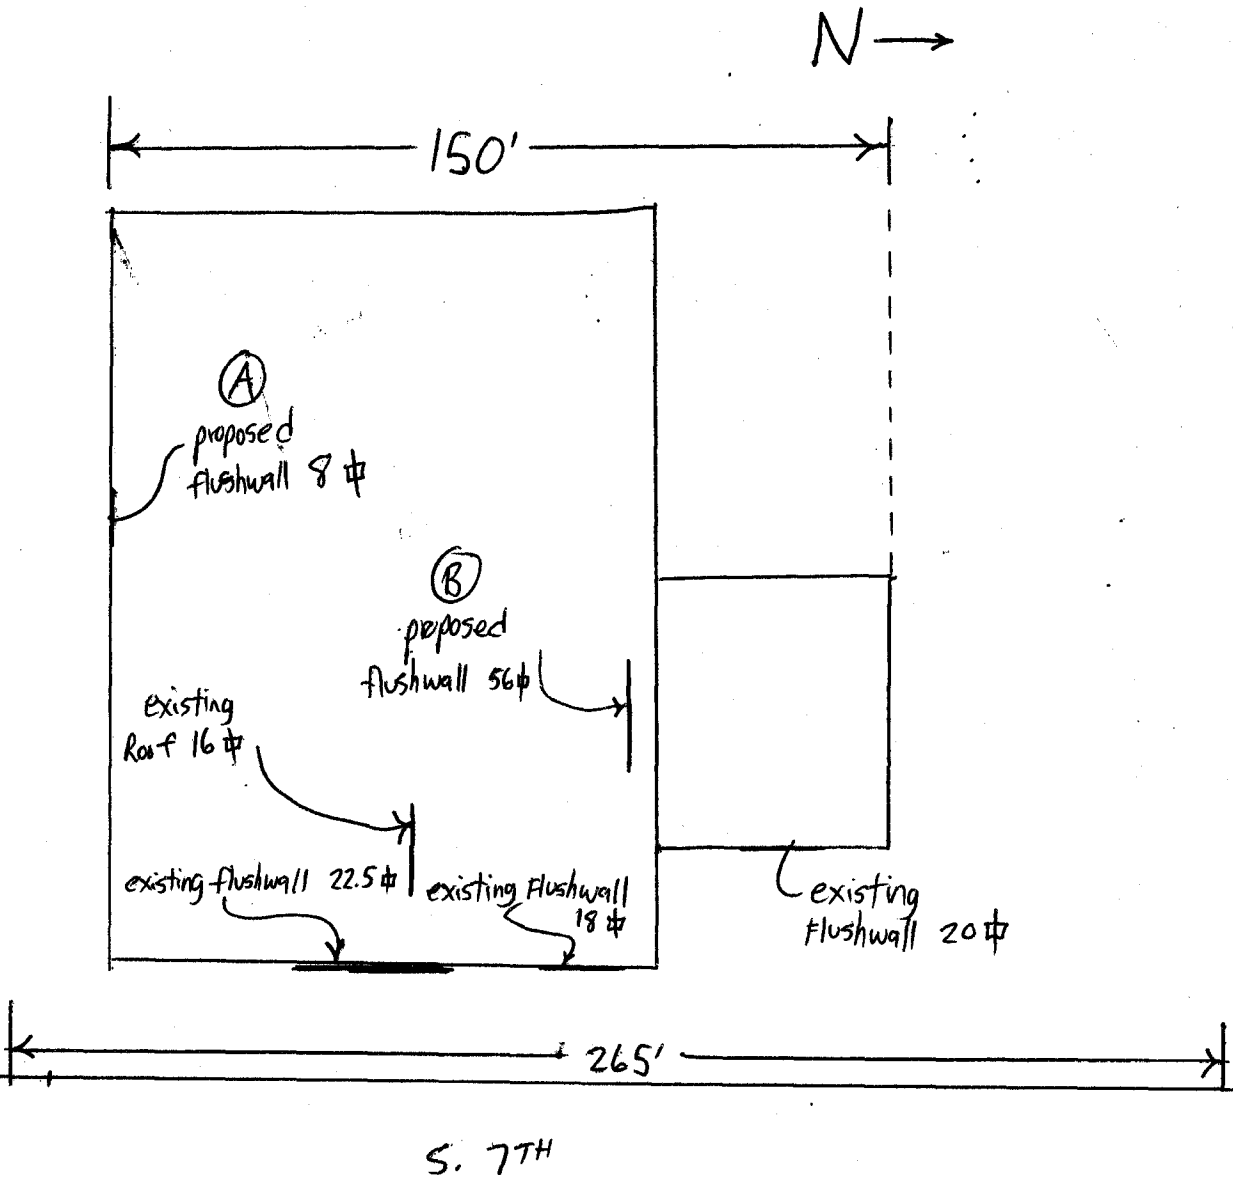 N
150'
A
proposed
flushwall 8 ⏍
B
proposed
flushwall 56 ⏍
existing
Roof 16 ⏍
existing flushwall 22.5 ⏍
existing Flushwall
18 ⏍
existing
Flushwall 20 ⏍
265'
S. 7TH